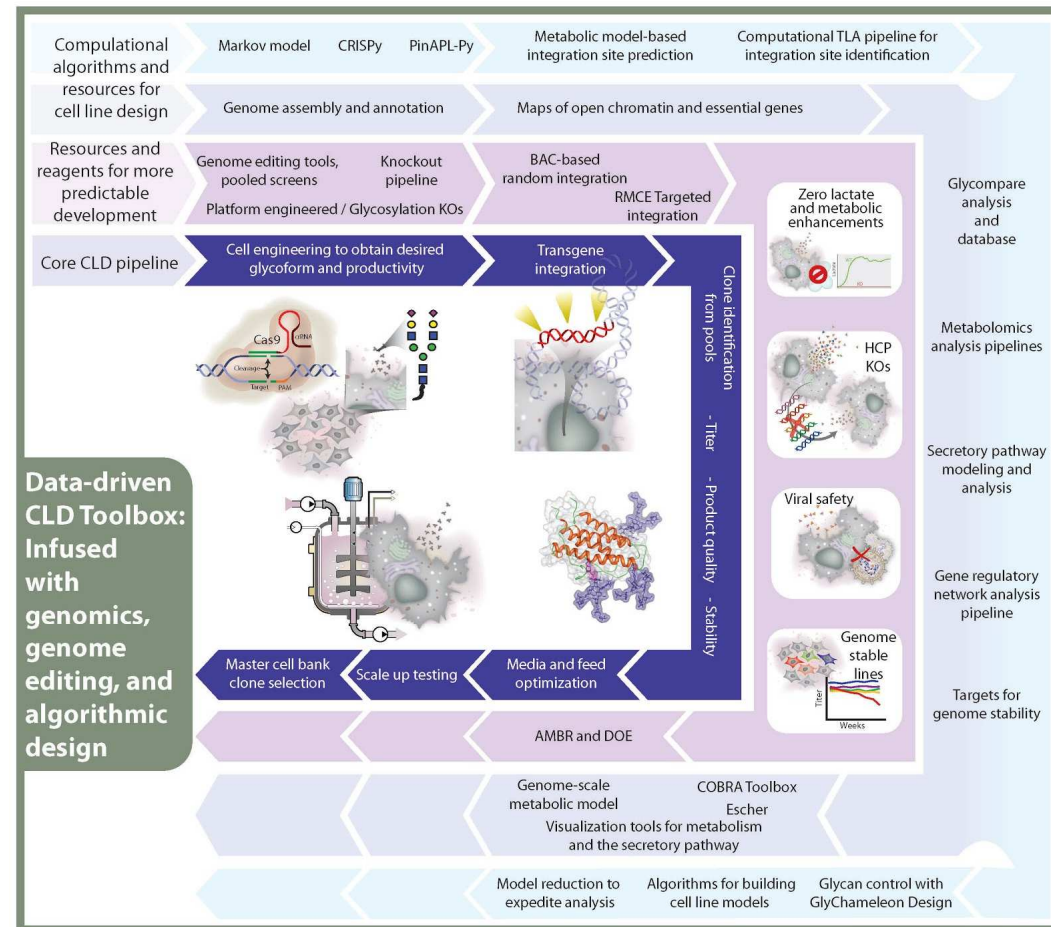 Computational
algorithms and
resources for
cell line design
Markov model
CRISPy
PinAPL-Py
Metabolic model-based
integration site prediction
Computational TLA pipeline for
integration site identification
Genome assembly and annotation
Maps of open chromatin and essential genes
Resources and
reagents for more
predictable
development
Genome editing tools,
pooled screens
Knockout
pipeline
Platform engineered / Glycosylation KOs
BAC-based
random integration
RMCE Targeted
integration
Core CLD pipeline
Cell engineering to obtain desired
glycoform and productivity
Transgene
integration
Clone identification
from pools
- Titer
- Product quality
- Stability
Cas9
Cleavage
Target
PAM
Zero lactate
and metabolic
enhancements
Lactate
HCP
KOs
Viral safety
Genome
stable
lines
Titer
Weeks
Glycompare
analysis
and
database
Metabolomics
analysis pipelines
Secretory pathway
modeling and
analysis
Gene regulatory
network analysis
pipeline
Targets for
genome stability
Data-driven
CLD Toolbox:
Infused
with
genomics,
genome
editing, and
algorithmic
design
Master cell bank
clone selection
Scale up testing
Media and feed
optimization
AMBR and DOE
Genome-scale
metabolic model
COBRA Toolbox
Escher
Visualization tools for metabolism
and the secretory pathway
Model reduction to
expedite analysis
Algorithms for building
cell line models
Glycan control with
GlyChameleon Design